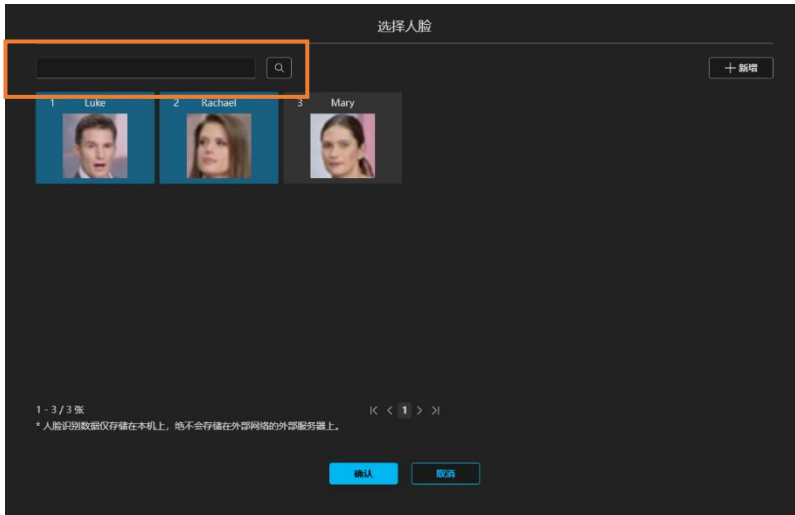 选择人脸
新增
1 Luke 2 Rachael 3 Mary
1 - 3 / 3 张
1
* 人脸识别数据仅存储在本机上，绝不会存储在外部网络的外部服务器上。
确认 取消